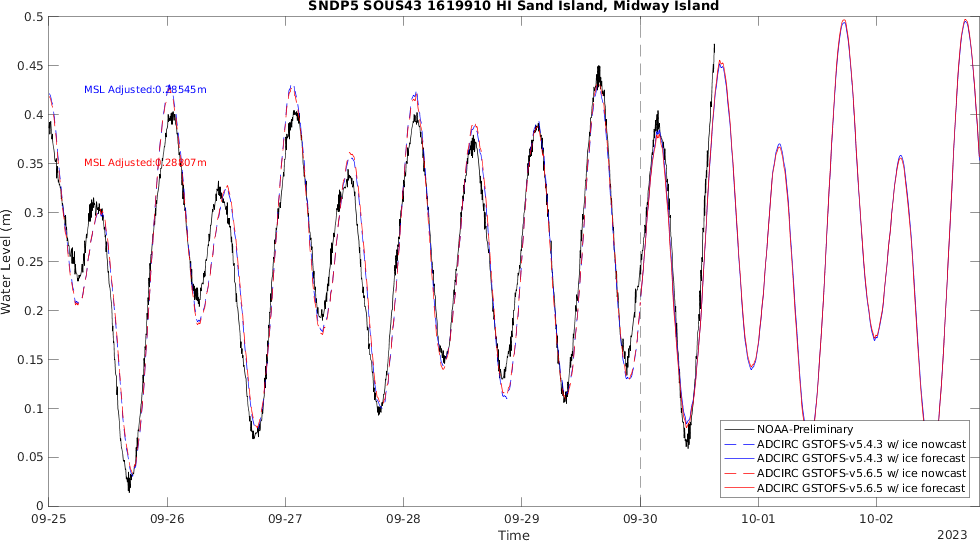 SNDP5 SOUS43 1619910 HI Sand Island, Midway Island
0.5
0.45
0.4
0.35
0.3
0.25
0.2
0.15
0.1
0.05
0
Water Level (m)
MSL Adjusted:0.28545m
MSL Adjusted:0.28807m
NOAA-Preliminary
ADCIRC GSTOFS-v5.4.3 w/ ice nowcast
ADCIRC GSTOFS-v5.4.3 w/ ice forecast
ADCIRC GSTOFS-v5.6.5 w/ ice nowcast
ADCIRC GSTOFS-v5.6.5 w/ ice forecast
09-25 09-26 09-27 09-28 09-29 09-30 10-01 10-02
Time
2023